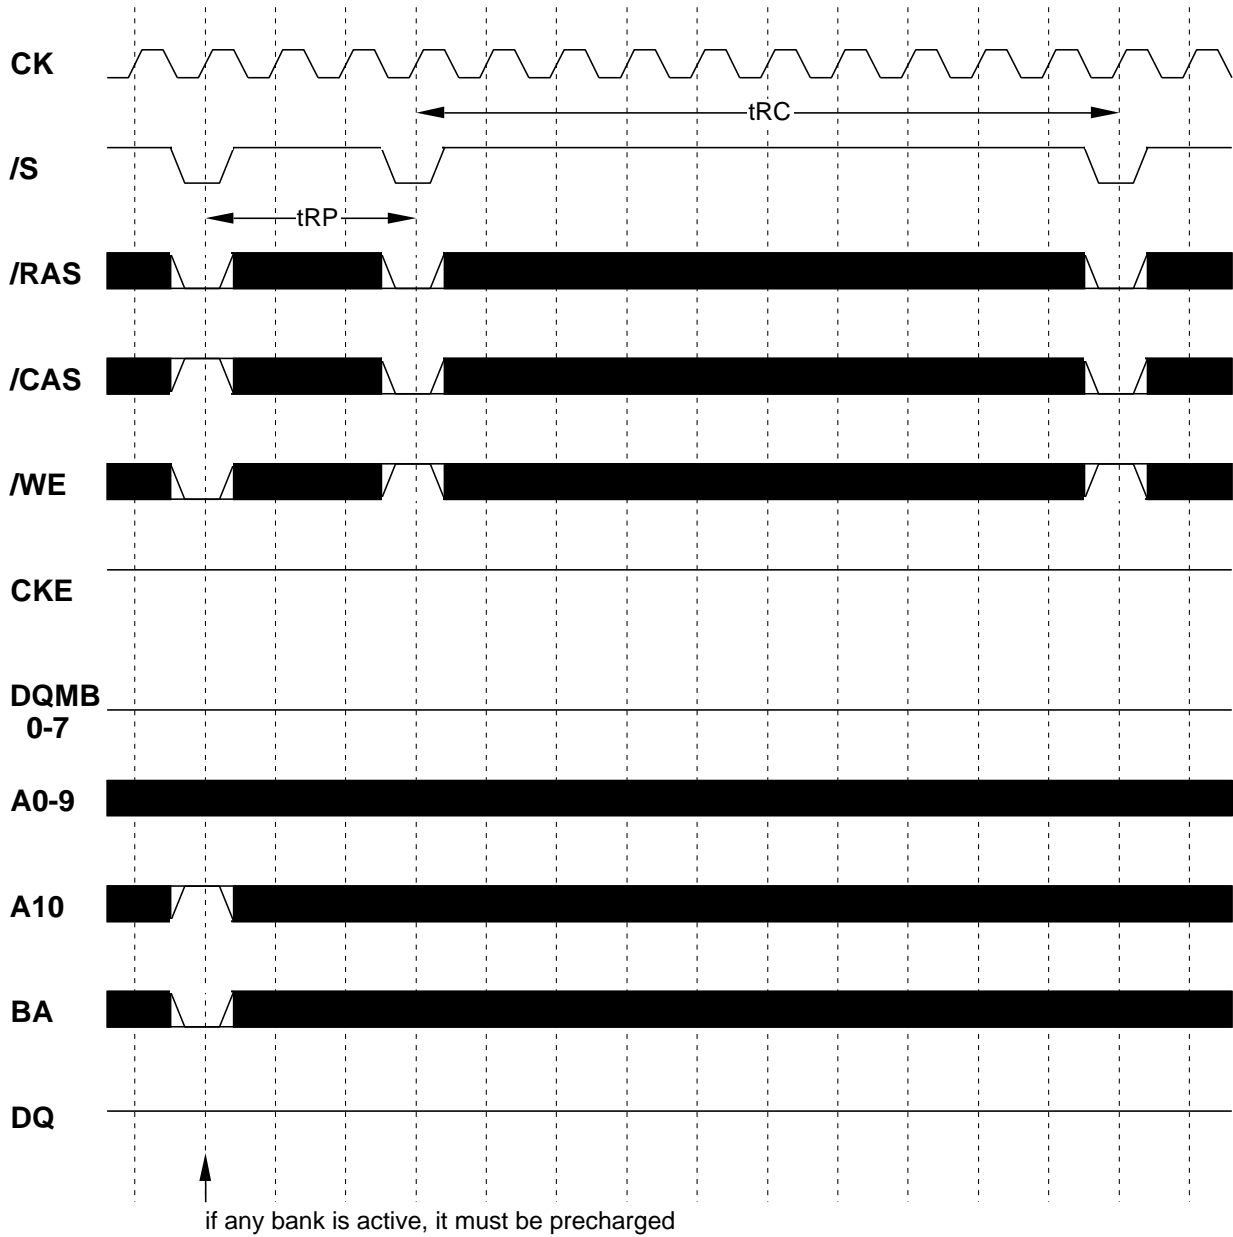 CK
tRC
/S
tRP
/RAS
/CAS
/WE
CKE
DQMB
0-7
A0-9
A10
BA
DQ
if any bank is active, it must be precharged